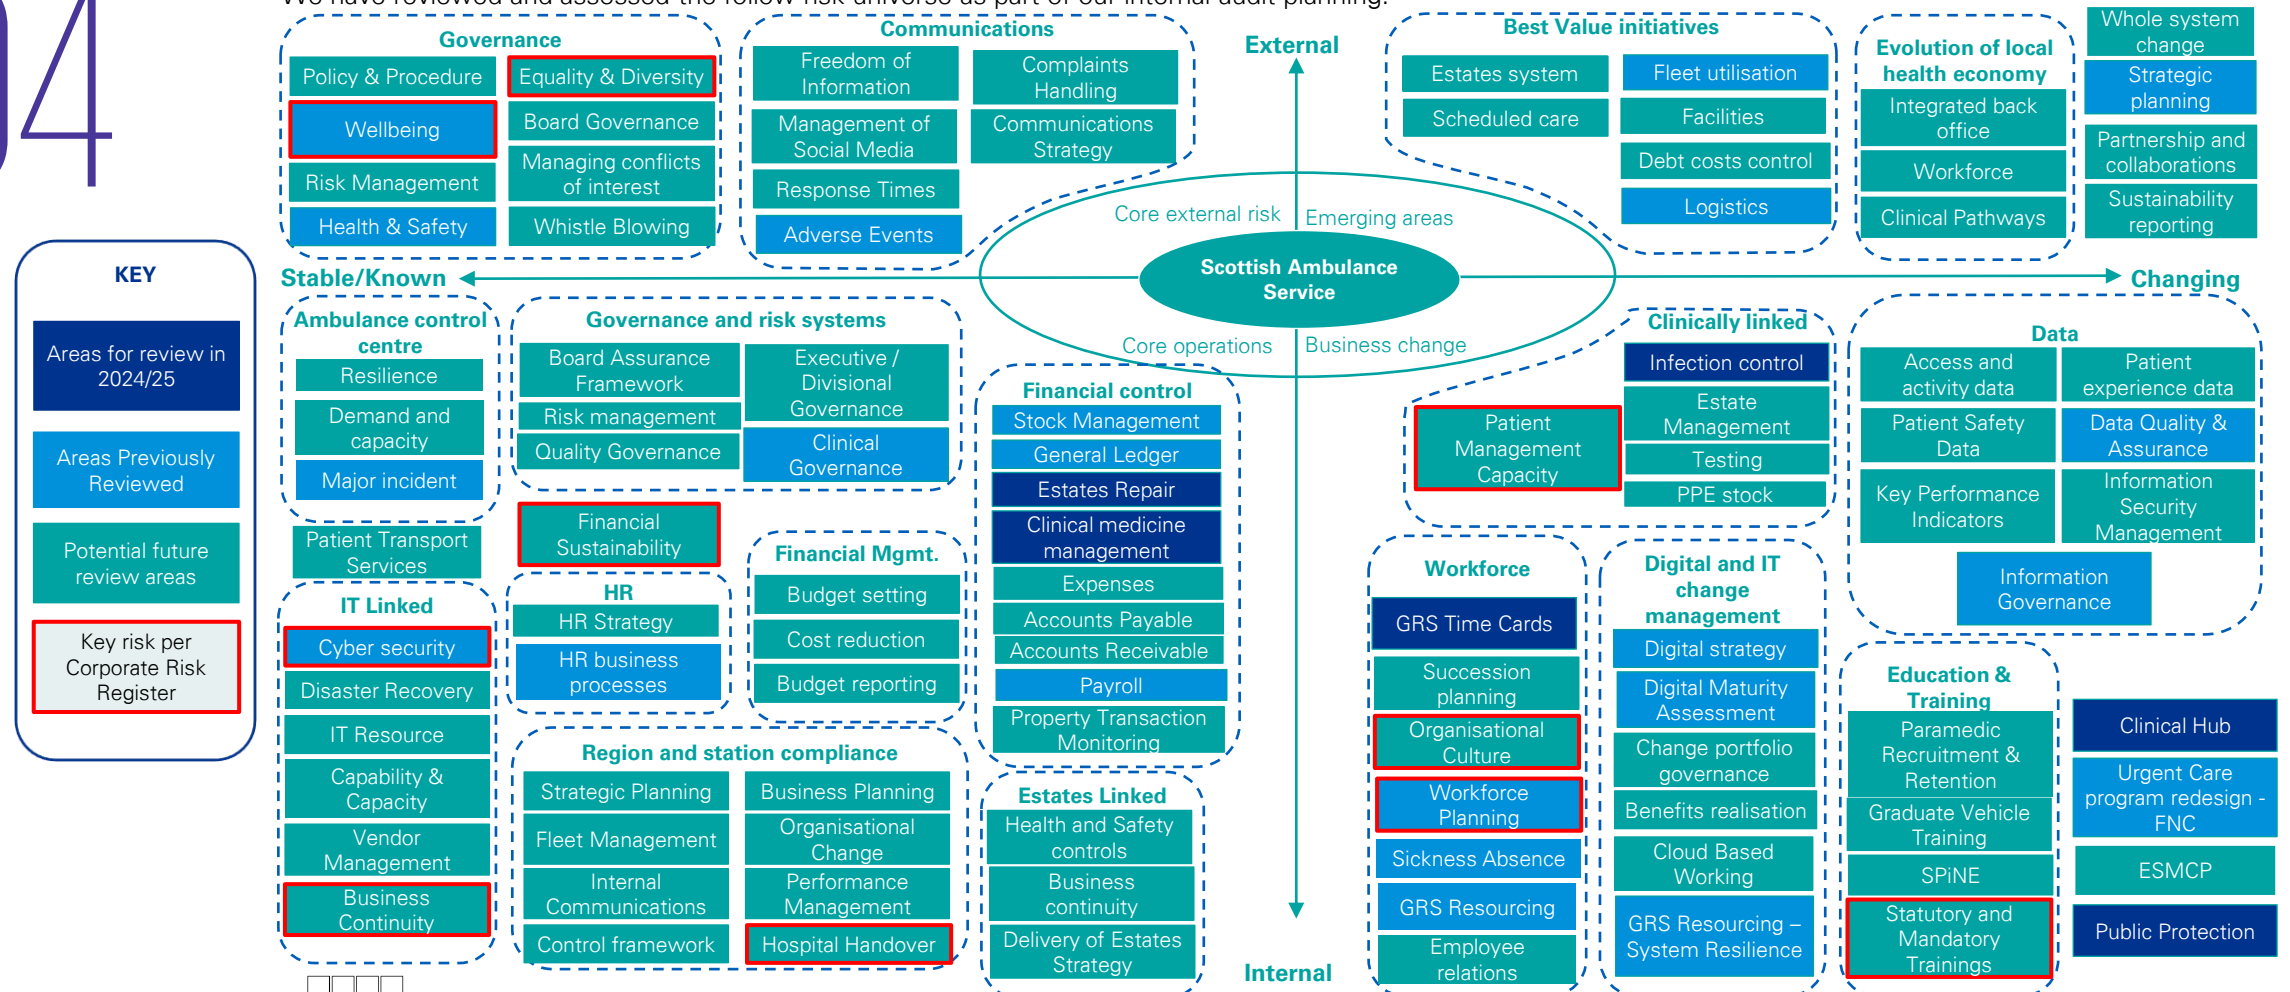 04
We have reviewed and assessed the follow risk universe as part of our internal audit planning.
KEY
Areas for review in
2024/25
Areas Previously
Reviewed
Potential future
review areas
Key risk per
Corporate Risk
Register
Governance
Policy & Procedure
Wellbeing
Risk Management
Health & Safety
Equality & Diversity
Board Governance
Managing conflicts
of interest
Whistle Blowing
Communications
Freedom of
Information
Management of
Social Media
Response Times
Adverse Events
Complaints
Handling
Communications
Strategy
External
Best Value initiatives
Estates system
Scheduled care
Fleet utilisation
Facilities
Debt costs control
Logistics
Evolution of local
health economy
Integrated back
office
Workforce
Clinical Pathways
Whole system
change
Strategic
planning
Partnership and
collaborations
Sustainability
reporting
Core external risk
Emerging areas
Scottish Ambulance
Service
Core operations
Business change
Stable/Known
Changing
Ambulance control
centre
Resilience
Demand and
capacity
Major incident
Patient Transport
Services
Governance and risk systems
Board Assurance
Framework
Risk management
Quality Governance
Executive /
Divisional
Governance
Clinical
Governance
Financial
Sustainability
IT Linked
Cyber security
Disaster Recovery
IT Resource
Capability &
Capacity
Vendor
Management
Business
Continuity
HR
HR Strategy
HR business
processes
Financial Mgmt.
Budget setting
Cost reduction
Budget reporting
Financial control
Stock Management
General Ledger
Estates Repair
Clinical medicine
management
Expenses
Accounts Payable
Accounts Receivable
Payroll
Property Transaction
Monitoring
Region and station compliance
Strategic Planning
Fleet Management
Internal
Communications
Control framework
Business Planning
Organisational
Change
Performance
Management
Hospital Handover
Estates Linked
Health and Safety
controls
Business
continuity
Delivery of Estates
Strategy
Internal
Clinically linked
Patient
Management
Capacity
Infection control
Estate
Management
Testing
PPE stock
Data
Access and
activity data
Patient
experience data
Patient Safety
Data
Data Quality &
Assurance
Key Performance
Indicators
Information
Security
Management
Information
Governance
Workforce
GRS Time Cards
Succession
planning
Organisational
Culture
Workforce
Planning
Sickness Absence
GRS Resourcing
Employee
relations
Digital and IT
change
management
Digital strategy
Digital Maturity
Assessment
Change portfolio
governance
Benefits realisation
Cloud Based
Working
GRS Resourcing –
System Resilience
Education &
Training
Paramedic
Recruitment &
Retention
Graduate Vehicle
Training
SPiNE
Statutory and
Mandatory
Trainings
Clinical Hub
Urgent Care
program redesign -
FNC
ESMCP
Public Protection